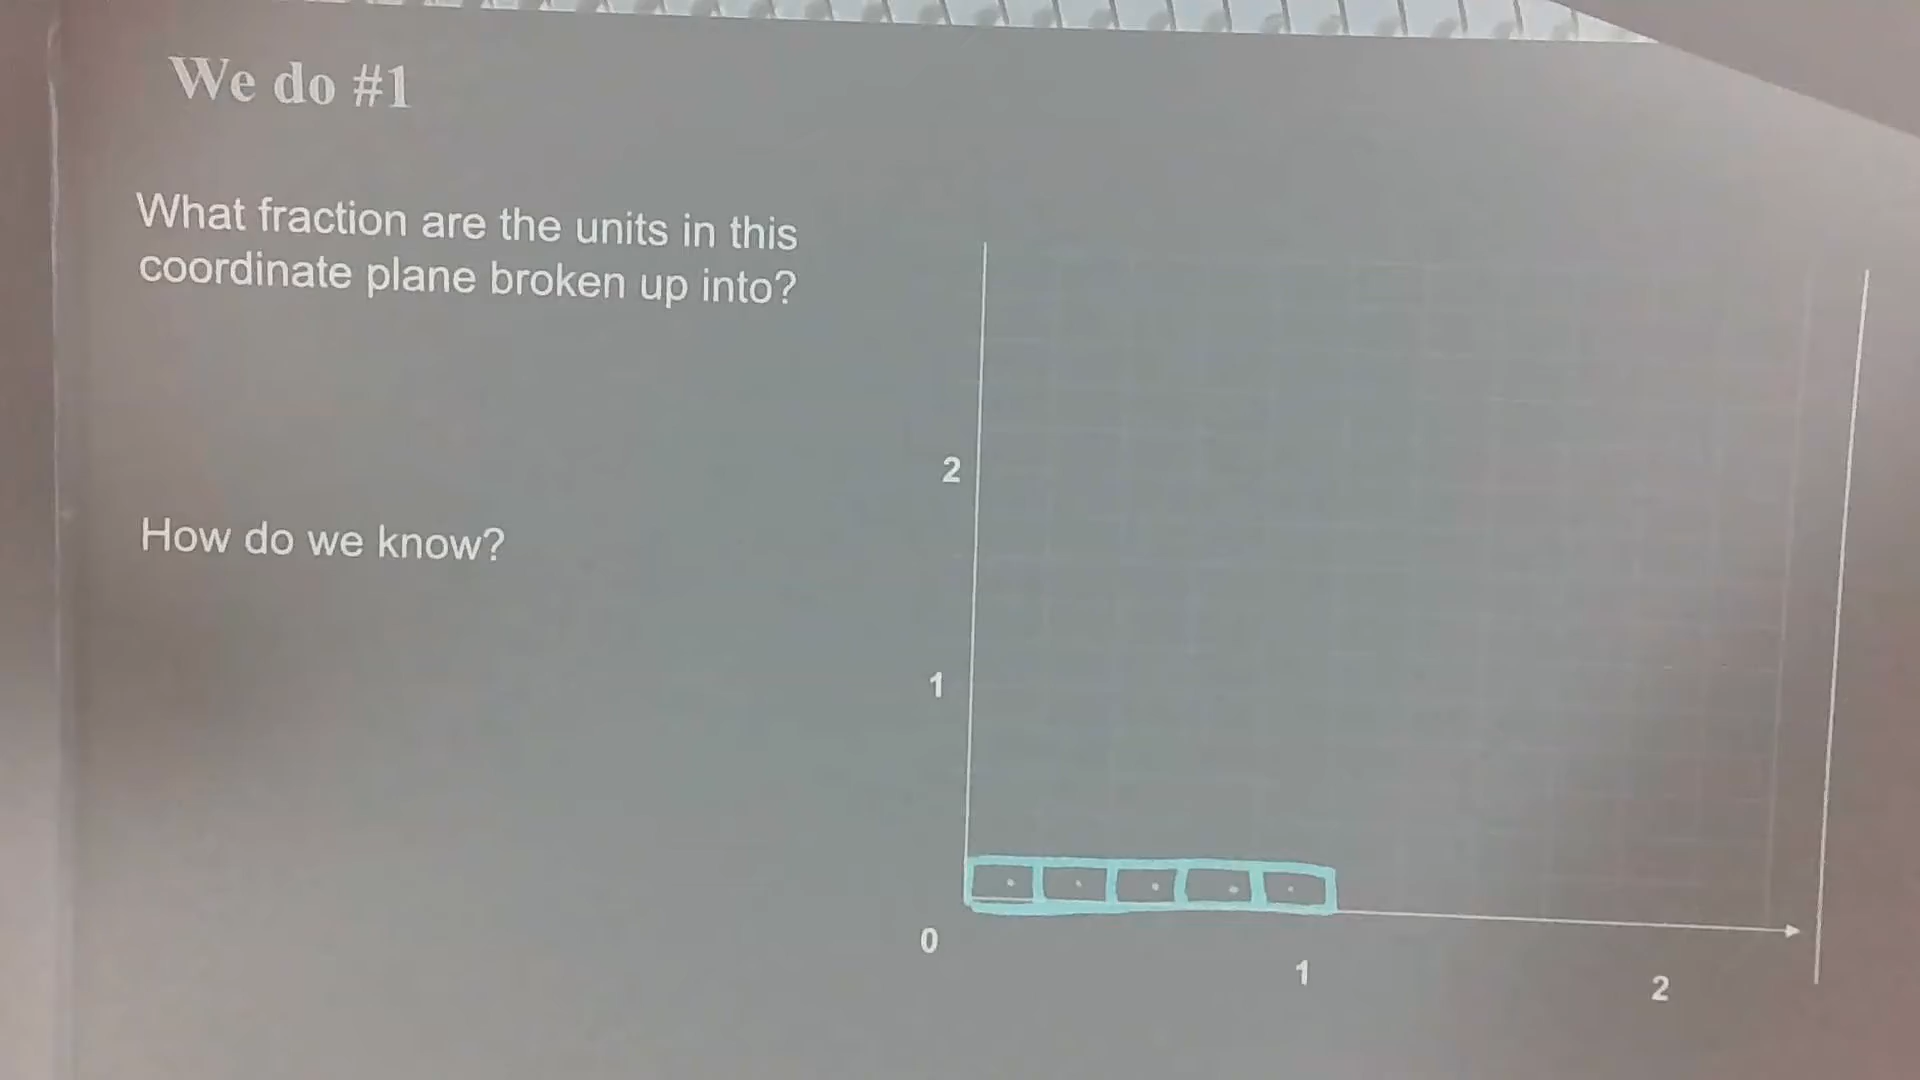 We do #1
What fraction are the units in this
coordinate plane broken up into?
How do we know?
2
1
0
1
2